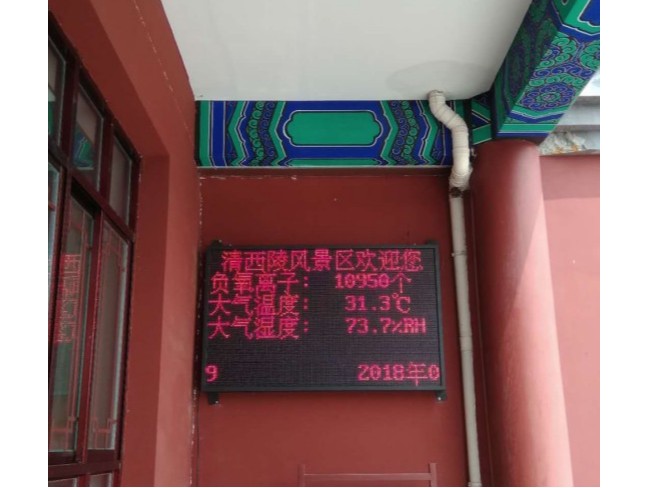 清西陵风景区欢迎您
负氧离子： 10950个
大气温度： 31.3℃
大气湿度： 73.7%RH
9 2018年0